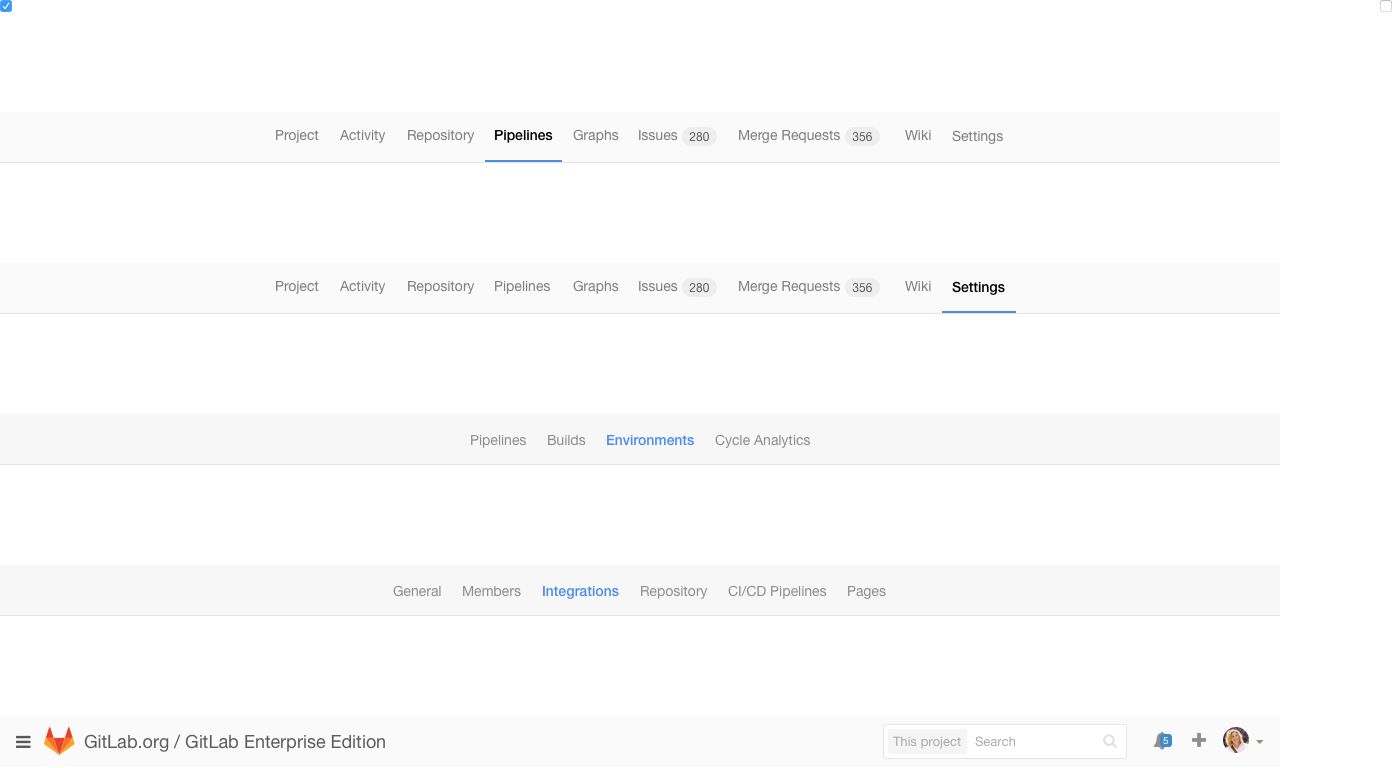 Project Activity Repository Pipelines Graphs Issues 280 Merge Requests 356 Wiki Settings
Project Activity Repository Pipelines Graphs Issues 280 Merge Requests 356 Wiki Settings
Pipelines Builds Environments Cycle Analytics
General Members Integrations Repository CI/CD Pipelines Pages
GitLab.org / GitLab Enterprise Edition This project Search 5